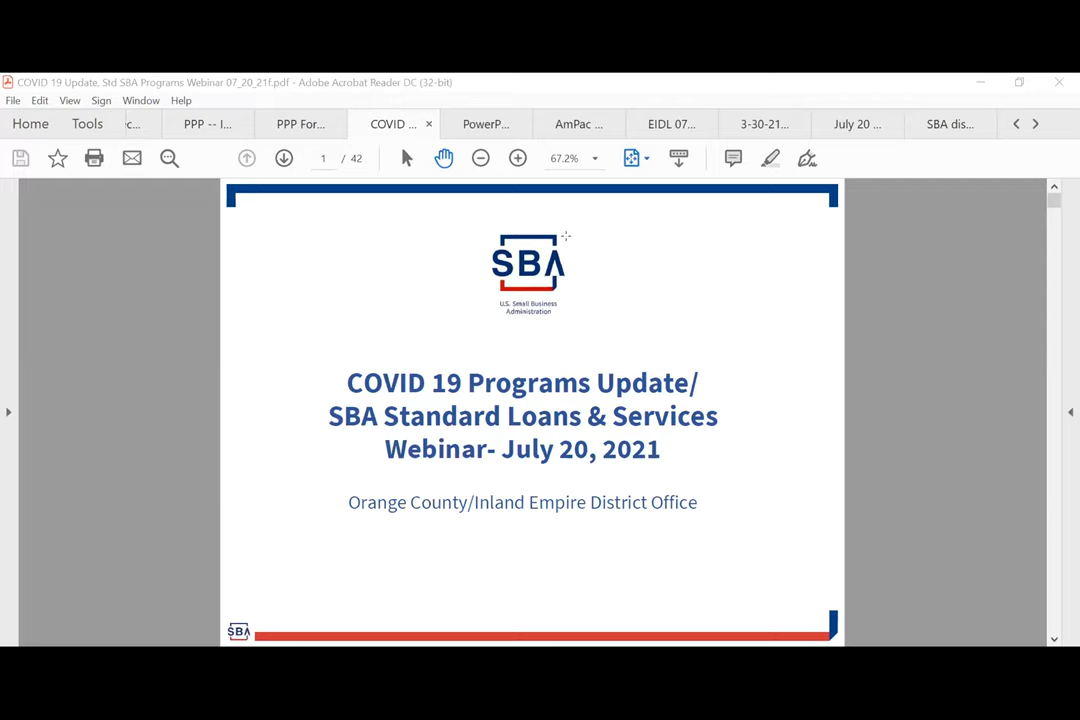 COVID 19 Update, Std SBA Programs Webinar 07_20_21f.pdf - Adobe Acrobat Reader DC (32-bit)
File Edit View Sign Window Help
Home Tools c... PPP -- I... PPP For... COVID ... × PowerP... AmPac ... EIDL 07... 3-30-21... July 20 ... SBA dis...
1 / 42 67.2%
SBA
U.S. Small Business
Administration
COVID 19 Programs Update/
SBA Standard Loans & Services
Webinar- July 20, 2021
Orange County/Inland Empire District Office
SBA